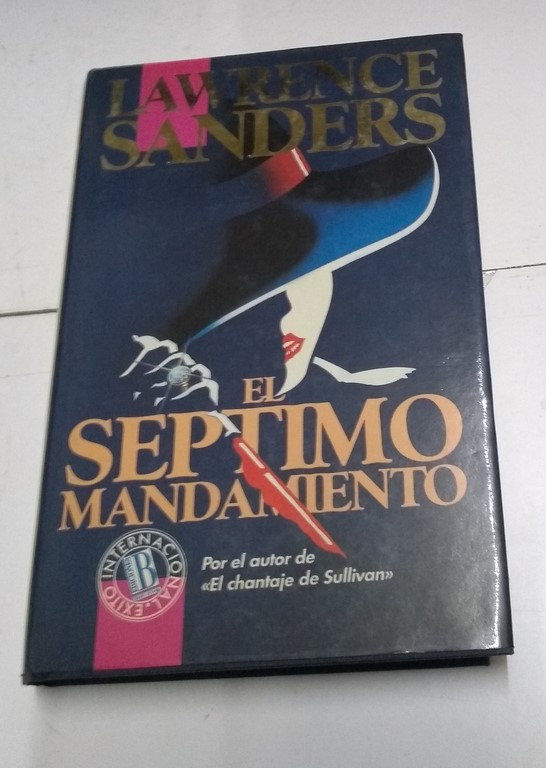 LAWRENCE
SANDERS
EL
SEPTIMO
MANDAMIENTO
INTERNACIONAL · EXITO
B
Por el autor de
«El chantaje de Sullivan»